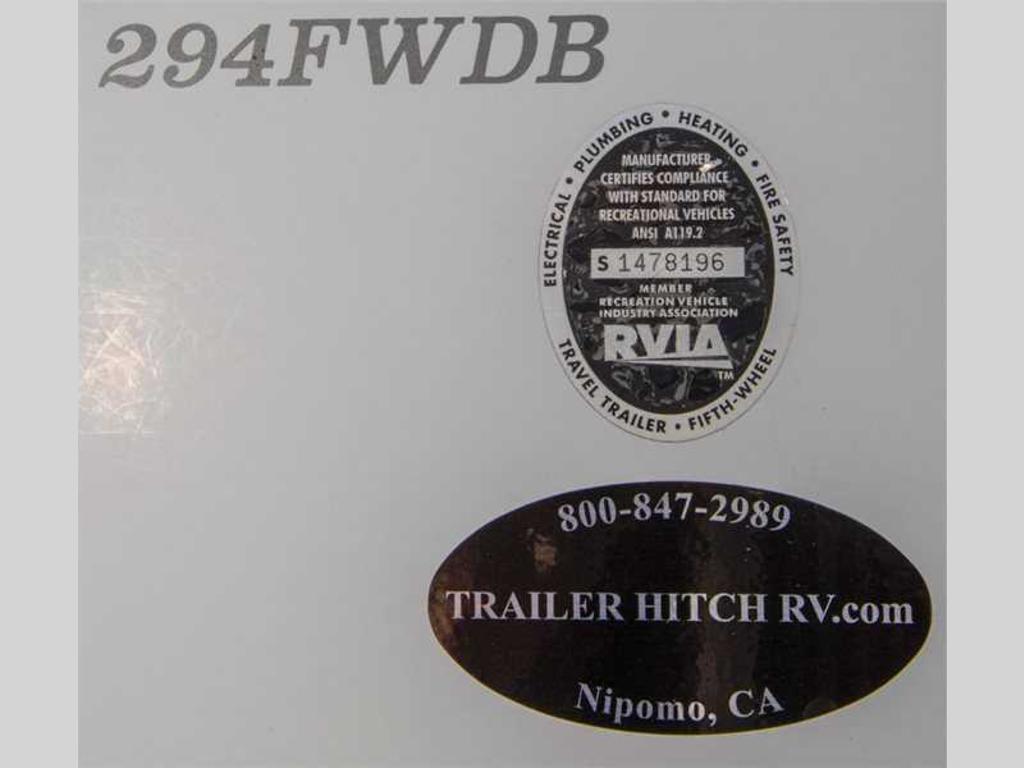 294FWDB
ELECTRICAL • PLUMBING • HEATING • FIRE SAFETY
MANUFACTURER
CERTIFIES COMPLIANCE
WITH STANDARD FOR
RECREATIONAL VEHICLES
ANSI A119.2
S 1478196
MEMBER
RECREATION VEHICLE
INDUSTRY ASSOCIATION
RVIA TM
TRAVEL TRAILER • FIFTH-WHEEL
800-847-2989
TRAILER HITCH RV.com
Nipomo, CA